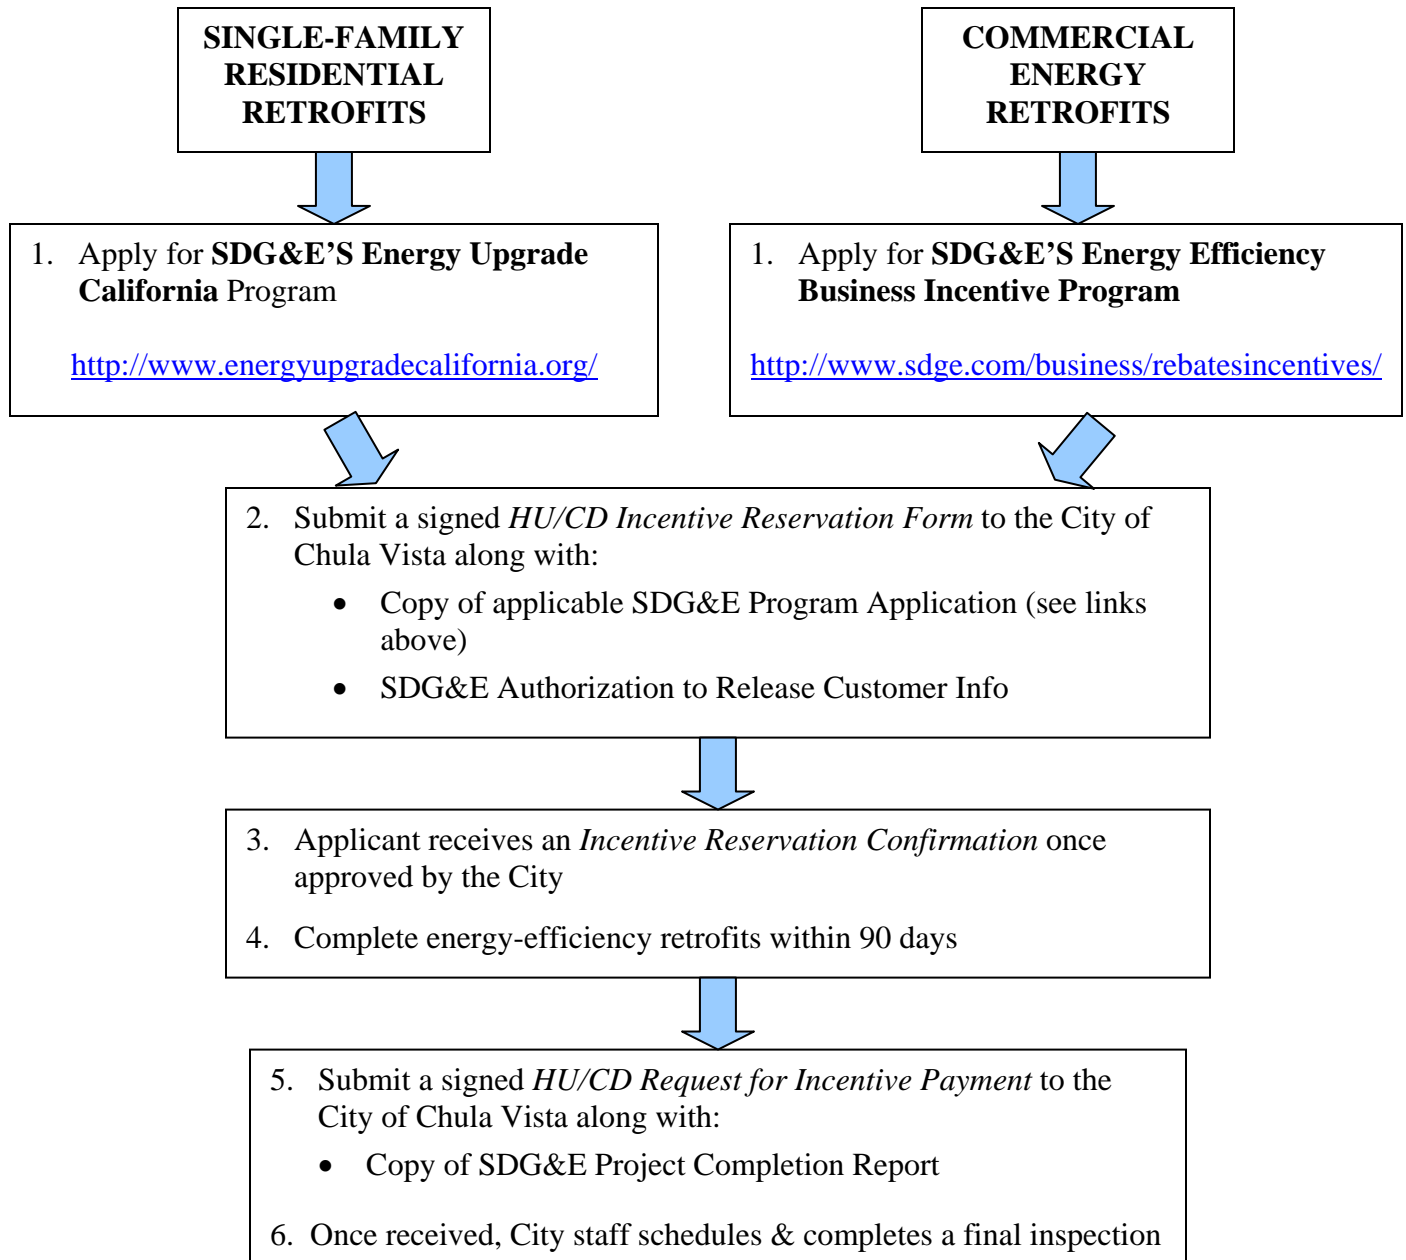 SINGLE-FAMILY
RESIDENTIAL
RETROFITS
COMMERCIAL
ENERGY
RETROFITS
1. Apply for SDG&E'S Energy Upgrade
California Program
http://www.energyupgradecalifornia.org/
1. Apply for SDG&E'S Energy Efficiency
Business Incentive Program
http://www.sdge.com/business/rebatesincentives/
2. Submit a signed HU/CD Incentive Reservation Form to the City of
Chula Vista along with:
• Copy of applicable SDG&E Program Application (see links
above)
• SDG&E Authorization to Release Customer Info
3. Applicant receives an Incentive Reservation Confirmation once
approved by the City
4. Complete energy-efficiency retrofits within 90 days
5. Submit a signed HU/CD Request for Incentive Payment to the
City of Chula Vista along with:
• Copy of SDG&E Project Completion Report
6. Once received, City staff schedules & completes a final inspection